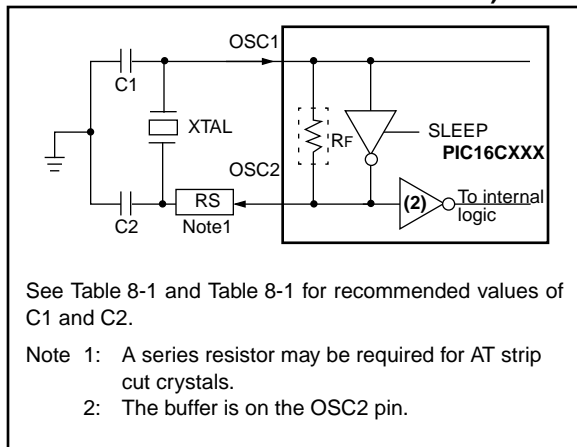 OSC1
C1
XTAL
RF
SLEEP
PIC16CXXX
OSC2
RS
(2)
To internal
logic
C2
Note1
See Table 8-1 and Table 8-1 for recommended values of
C1 and C2.
Note 1: A series resistor may be required for AT strip
cut crystals.
2: The buffer is on the OSC2 pin.